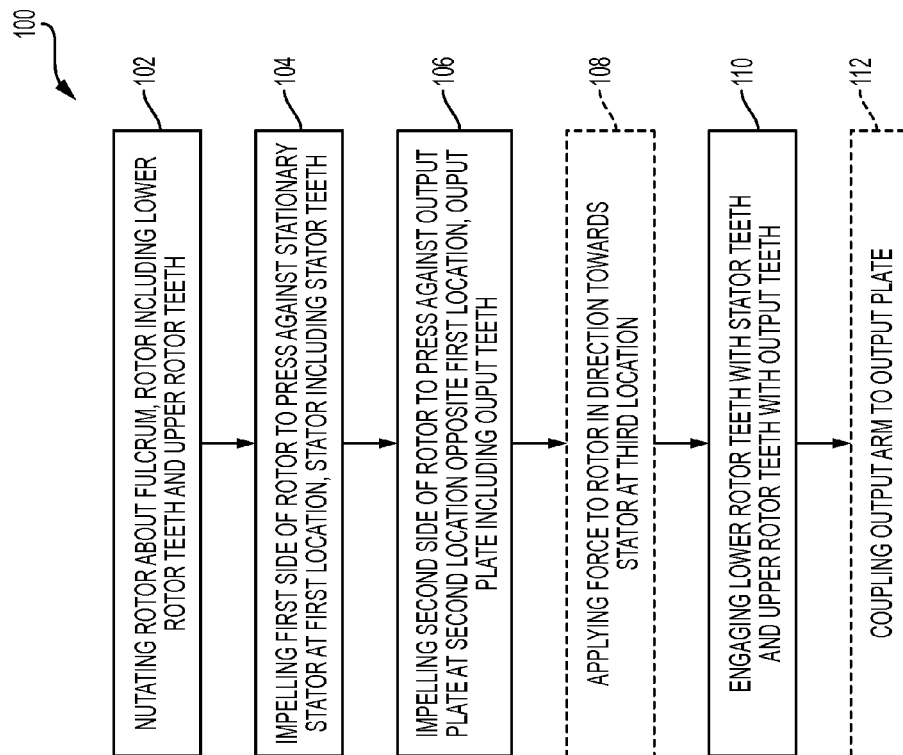 100
NUTATING ROTOR ABOUT FULCRUM, ROTOR INCLUDING LOWER
ROTOR TEETH AND UPPER ROTOR TEETH
102
IMPELLING FIRST SIDE OF ROTOR TO PRESS AGAINST STATIONARY
STATOR AT FIRST LOCATION, STATOR INCLUDING STATOR TEETH
104
IMPELLING SECOND SIDE OF ROTOR TO PRESS AGAINST OUTPUT
PLATE AT SECOND LOCATION OPPOSITE FIRST LOCATION, OUPUT
PLATE INCLUDING OUPUT TEETH
106
APPLYING FORCE TO ROTOR IN DIRECTION TOWARDS
STATOR AT THIRD LOCATION
108
ENGAGING LOWER ROTOR TEETH WITH STATOR TEETH
AND UPPER ROTOR TEETH WITH OUTPUT TEETH
110
COUPLING OUTPUT ARM TO OUTPUT PLATE
112